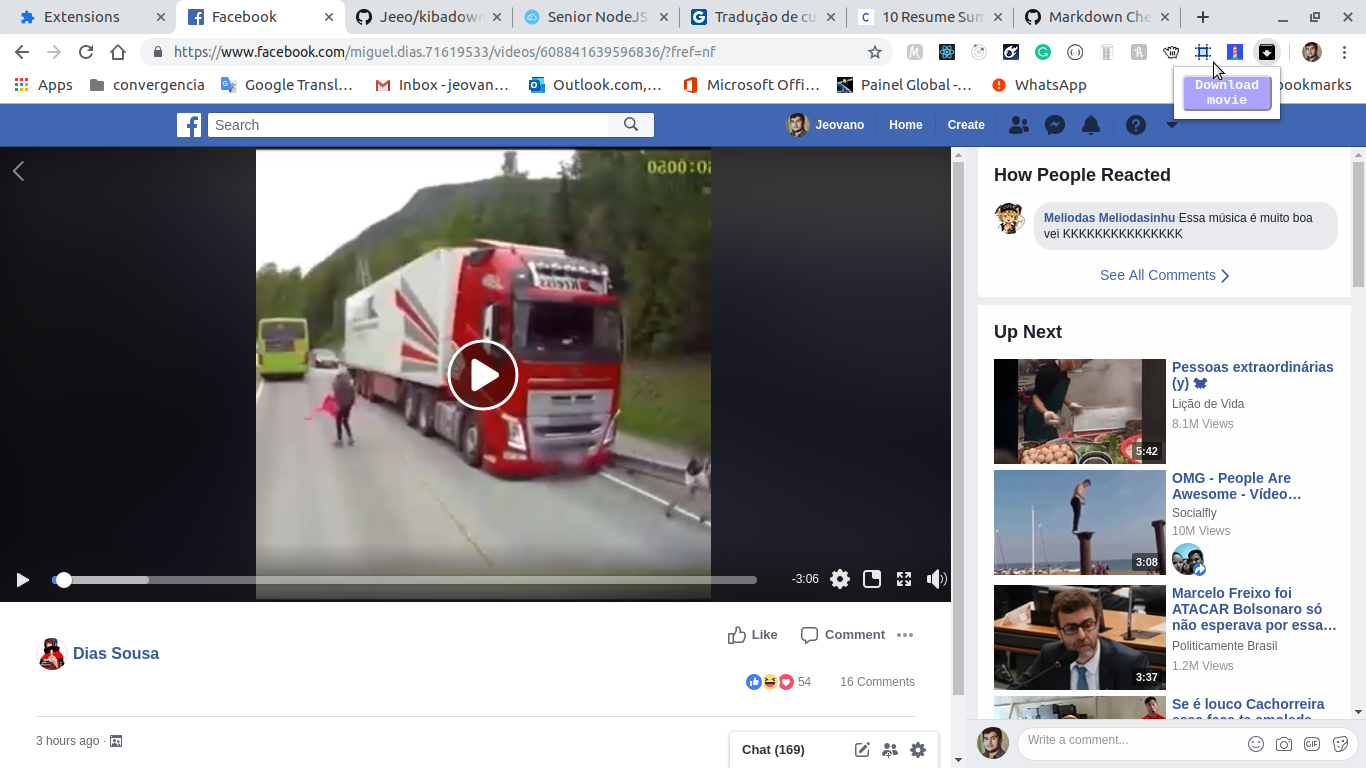 Extensions
Facebook
Jeeo/kibadown
Senior NodeJS
Tradução de cu
10 Resume Sum
Markdown Che
https://www.facebook.com/miguel.dias.71619533/videos/608841639596836/?fref=nf
Apps
convergencia
Google Transl…
Inbox - jeovan…
Outlook.com,…
Microsoft Offi…
Painel Global -…
WhatsApp
bookmarks
Download
movie
Search
Jeovano
Home
Create
-3:06
Dias Sousa
Like
Comment
54
16 Comments
3 hours ago ·
Chat (169)
How People Reacted
Meliodas Meliodasinhu Essa música é muito boa
vei KKKKKKKKKKKKKKK
See All Comments
Up Next
5:42
Pessoas extraordinárias
(y)
Lição de Vida
8.1M Views
3:08
OMG - People Are
Awesome - Vídeo…
Socialfly
10M Views
3:37
Marcelo Freixo foi
ATACAR Bolsonaro só
não esperava por essa…
Politicamente Brasil
1.2M Views
Se é louco Cachorreira
Write a comment...
GIF